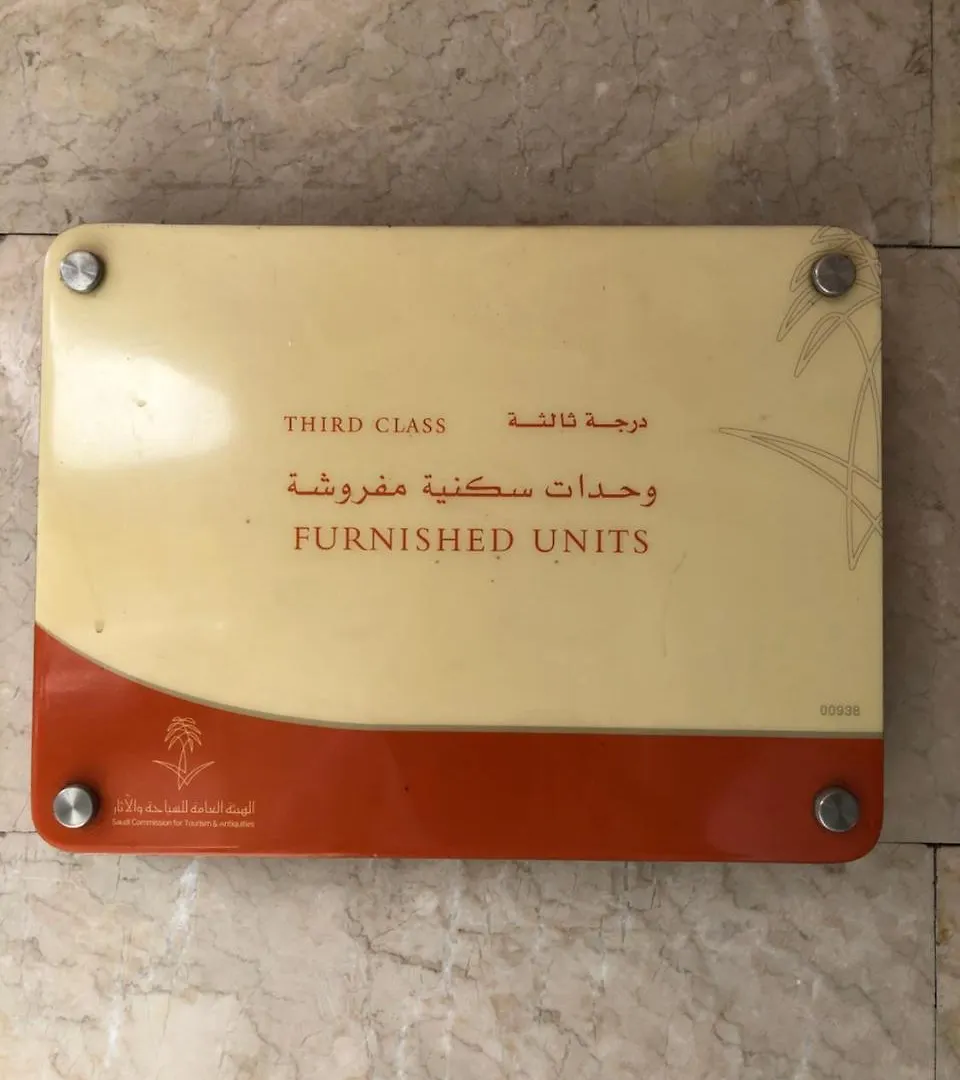 THIRD CLASS درجة ثالثة
وحدات سكنية مفروشة
FURNISHED UNITS
00938
الهيئة العامة للسياحة والآثار
Saudi Commission for Tourism & Antiquities